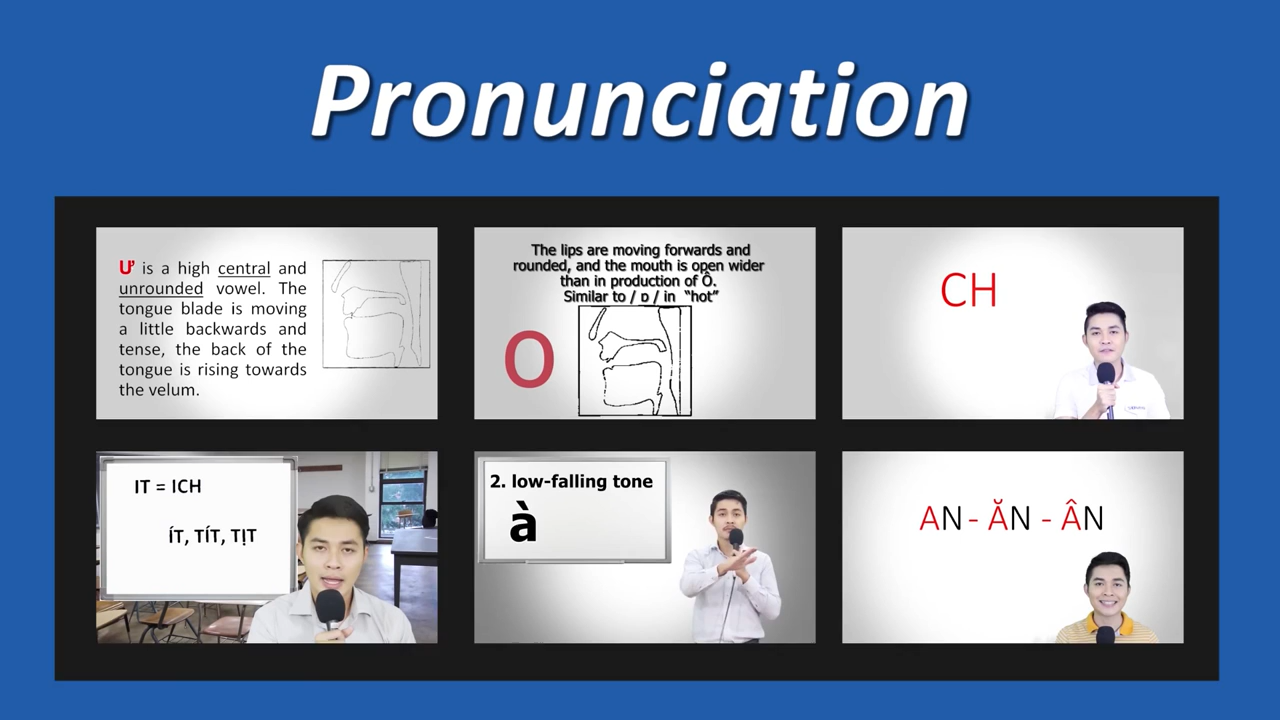 Pronunciation
Ư is a high central and
unrounded vowel. The
tongue blade is moving
a little backwards and
tense, the back of the
tongue is rising towards
the velum.
The lips are moving forwards and
rounded, and the mouth is open wider
than in production of Ô.
Similar to / ɒ / in "hot"
O
CH
IT = ICH
ÍT, TÍT, TỊT
2. low-falling tone
à
AN - ĂN - ÂN